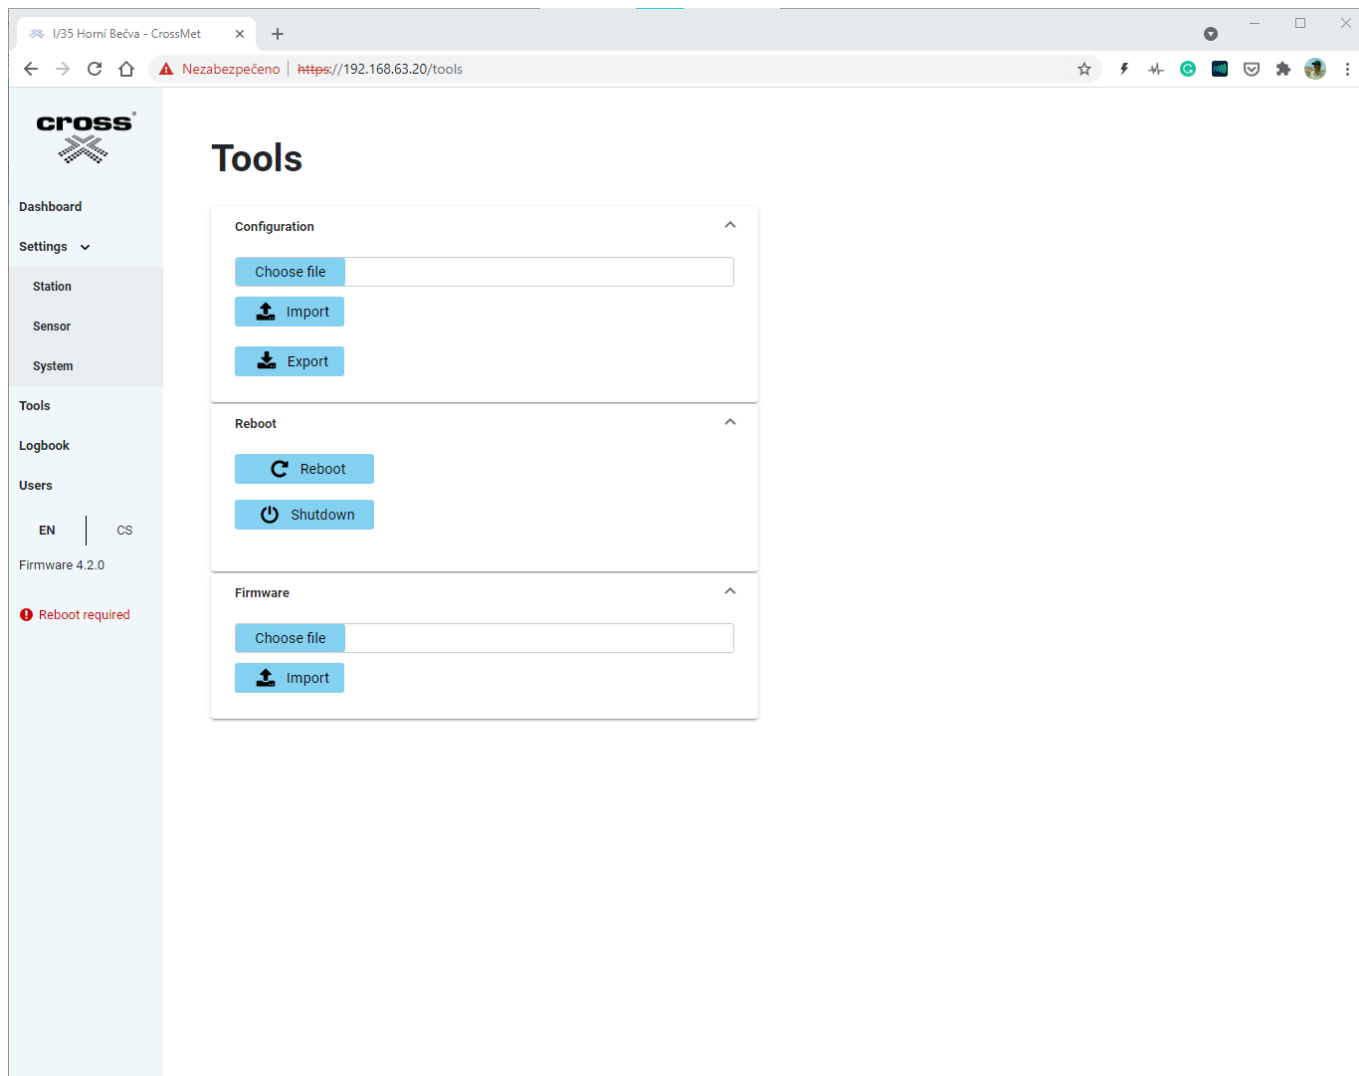 I/35 Horní Bečva - CrossMet
Nezabezpečeno | https://192.168.63.20/tools
cross
Dashboard
Settings
Station
Sensor
System
Tools
Logbook
Users
EN | CS
Firmware 4.2.0
Reboot required
Tools
Configuration
Choose file
Import
Export
Reboot
Reboot
Shutdown
Firmware
Choose file
Import